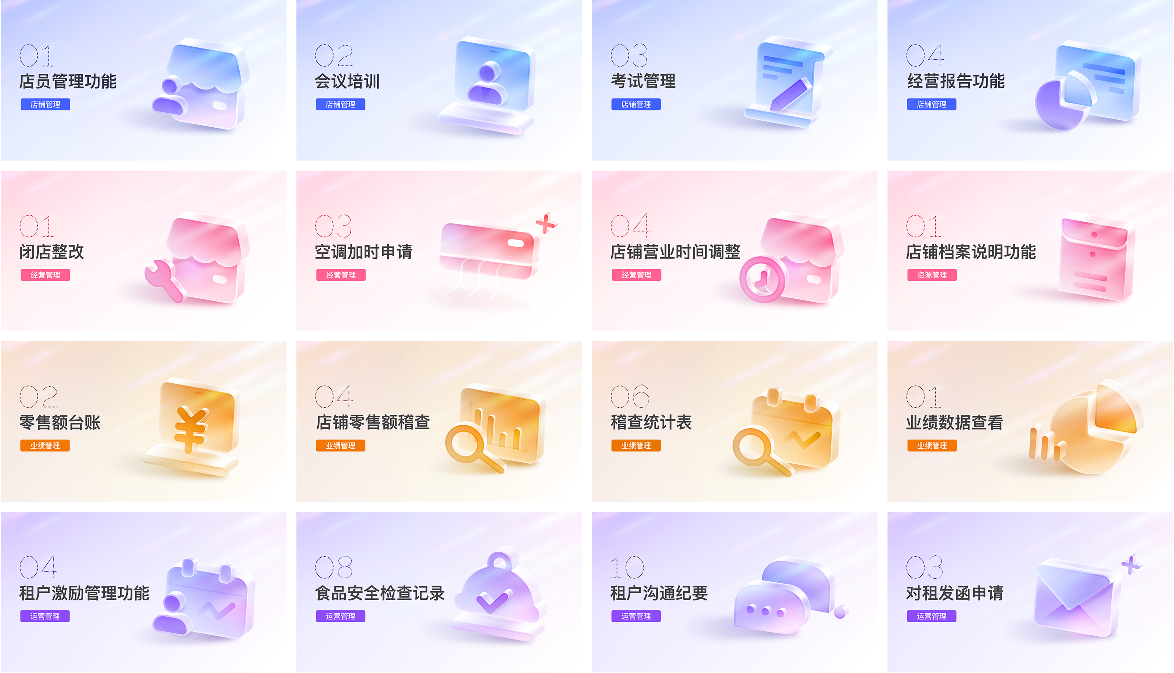 01
店员管理功能
店铺管理
02
会议培训
店铺管理
03
考试管理
店铺管理
04
经营报告功能
店铺管理
01
闭店整改
经营管理
03
空调加时申请
经营管理
04
店铺营业时间调整
经营管理
01
店铺档案说明功能
资源管理
02
零售额台账
业绩管理
04
店铺零售额稽查
业绩管理
06
稽查统计表
业绩管理
01
业绩数据查看
业绩管理
04
租户激励管理功能
运营管理
08
食品安全检查记录
运营管理
10
租户沟通纪要
运营管理
03
对租发函申请
运营管理